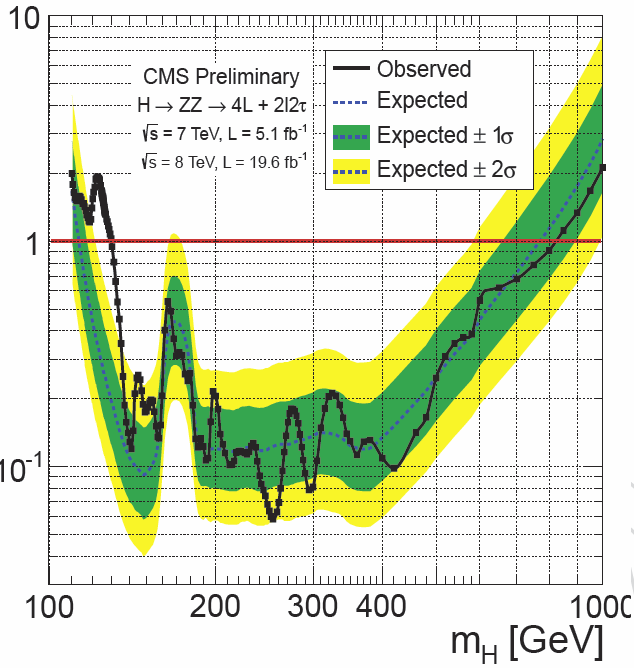 10
CMS Preliminary
H → ZZ → 4L + 2l2τ
√s = 7 TeV, L = 5.1 fb⁻¹
√s = 8 TeV, L = 19.6 fb⁻¹
Observed
Expected
Expected ± 1σ
Expected ± 2σ
1
10⁻¹
100 200 300 400 1000
m_H [GeV]